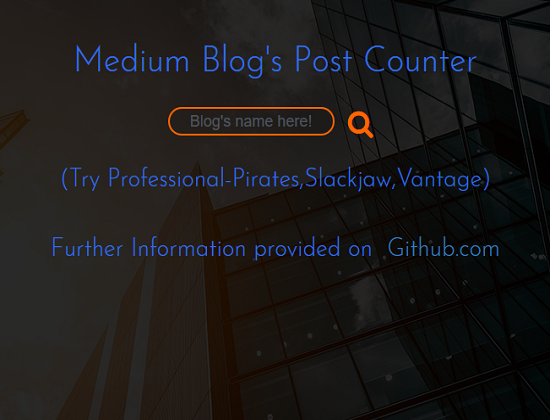 Medium Blog's Post Counter
Blog's name here!
(Try Professional-Pirates,Slackjaw,Vantage)
Further Information provided on Github.com